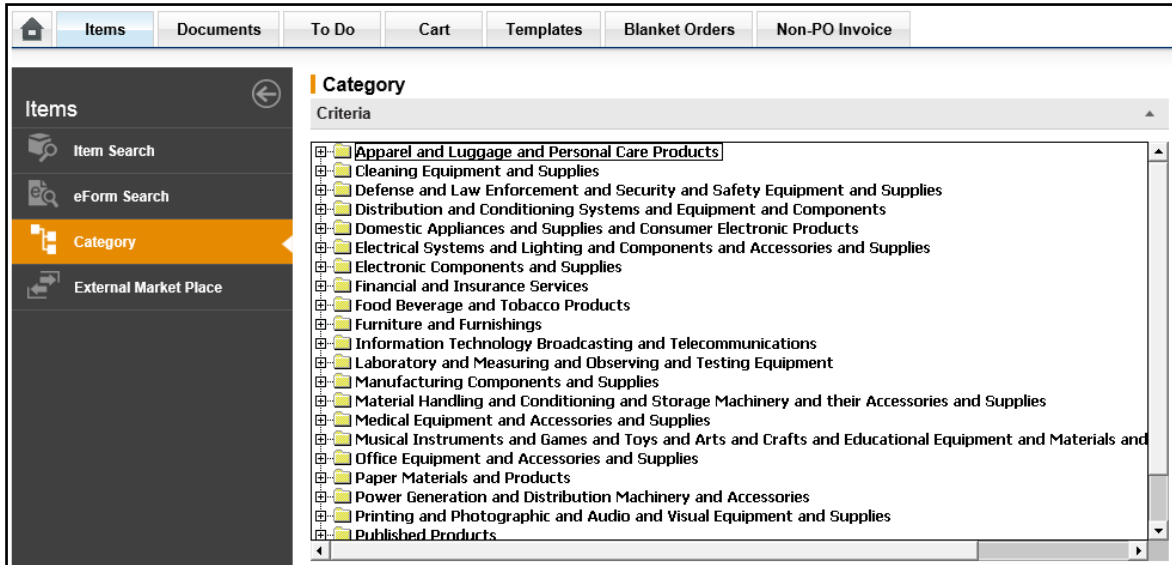 Items Documents To Do Cart Templates Blanket Orders Non-PO Invoice
Items
Item Search
eForm Search
Category
External Market Place
Category
Criteria
Apparel and Luggage and Personal Care Products
Cleaning Equipment and Supplies
Defense and Law Enforcement and Security and Safety Equipment and Supplies
Distribution and Conditioning Systems and Equipment and Components
Domestic Appliances and Supplies and Consumer Electronic Products
Electrical Systems and Lighting and Components and Accessories and Supplies
Electronic Components and Supplies
Financial and Insurance Services
Food Beverage and Tobacco Products
Furniture and Furnishings
Information Technology Broadcasting and Telecommunications
Laboratory and Measuring and Observing and Testing Equipment
Manufacturing Components and Supplies
Material Handling and Conditioning and Storage Machinery and their Accessories and Supplies
Medical Equipment and Accessories and Supplies
Musical Instruments and Games and Toys and Arts and Crafts and Educational Equipment and Materials and
Office Equipment and Accessories and Supplies
Paper Materials and Products
Power Generation and Distribution Machinery and Accessories
Printing and Photographic and Audio and Visual Equipment and Supplies
Published Products